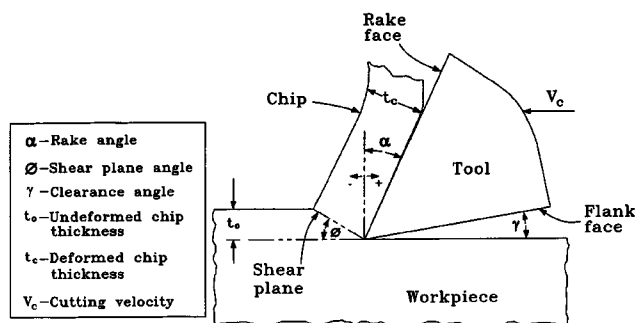 Rake
face
Chip
t꜀
V꜀
α
- +
Tool
t₀
ø
γ
Flank
face
Shear
plane
Workpiece
α-Rake angle
Ø-Shear plane angle
γ-Clearance angle
t₀-Undeformed chip
thickness
t꜀-Deformed chip
thickness
V꜀-Cutting velocity